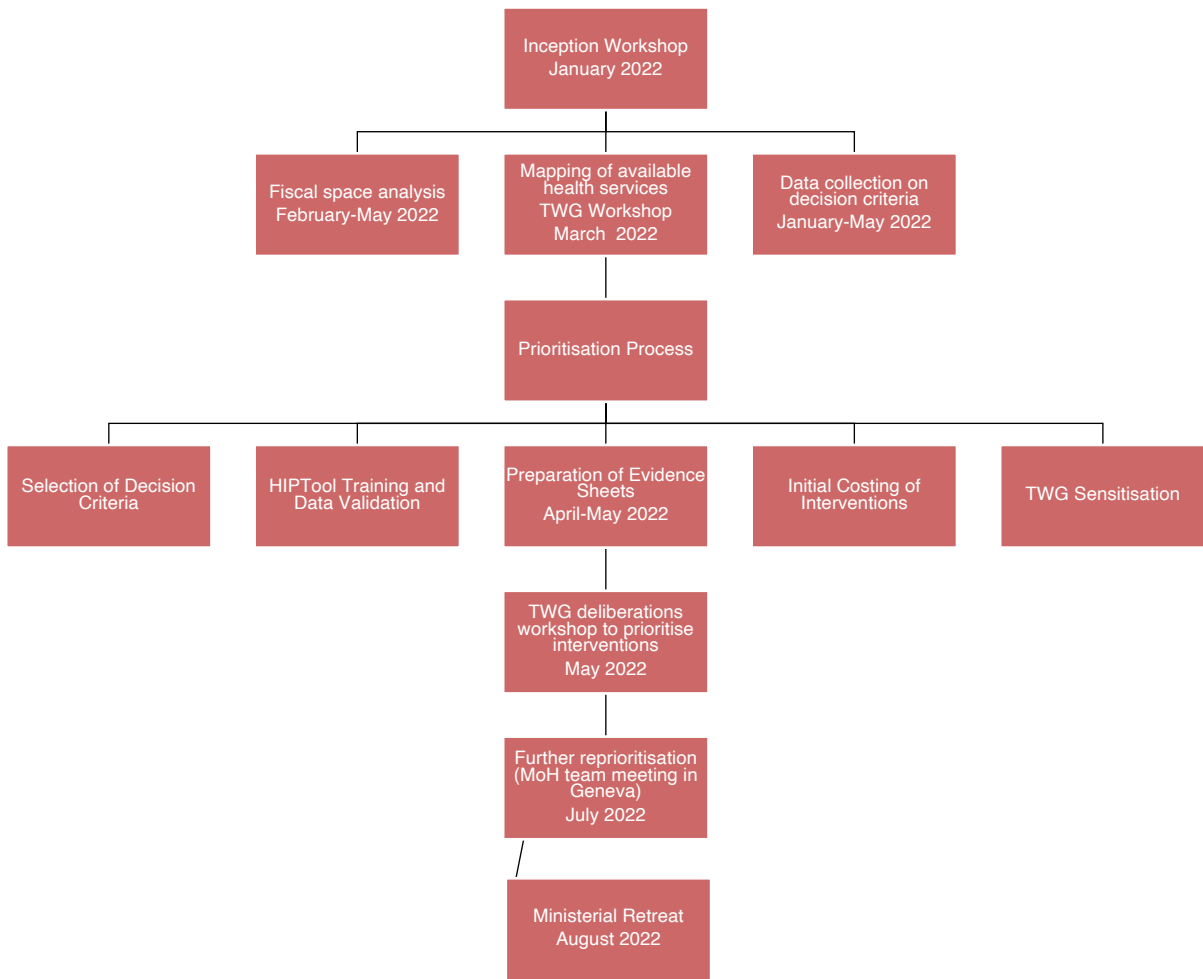 Inception Workshop
January 2022
Fiscal space analysis
February-May 2022
Mapping of available
health services
TWG Workshop
March  2022
Data collection on
decision criteria
January-May 2022
Prioritisation Process
Selection of Decision
Criteria
HIPTool Training and
Data Validation
Preparation of Evidence
Sheets
April-May 2022
Initial Costing of
Interventions
TWG Sensitisation
TWG deliberations
workshop to prioritise
interventions
May 2022
Further reprioritisation
(MoH team meeting in
Geneva)
July 2022
Ministerial Retreat
August 2022